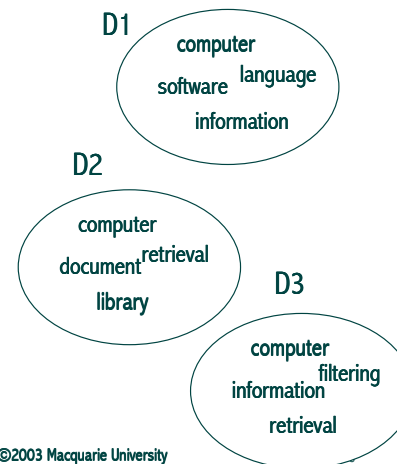 D1
computer
software language
information
D2
computer
document retrieval
library
D3
computer
filtering
information
retrieval
©2003 Macquarie University